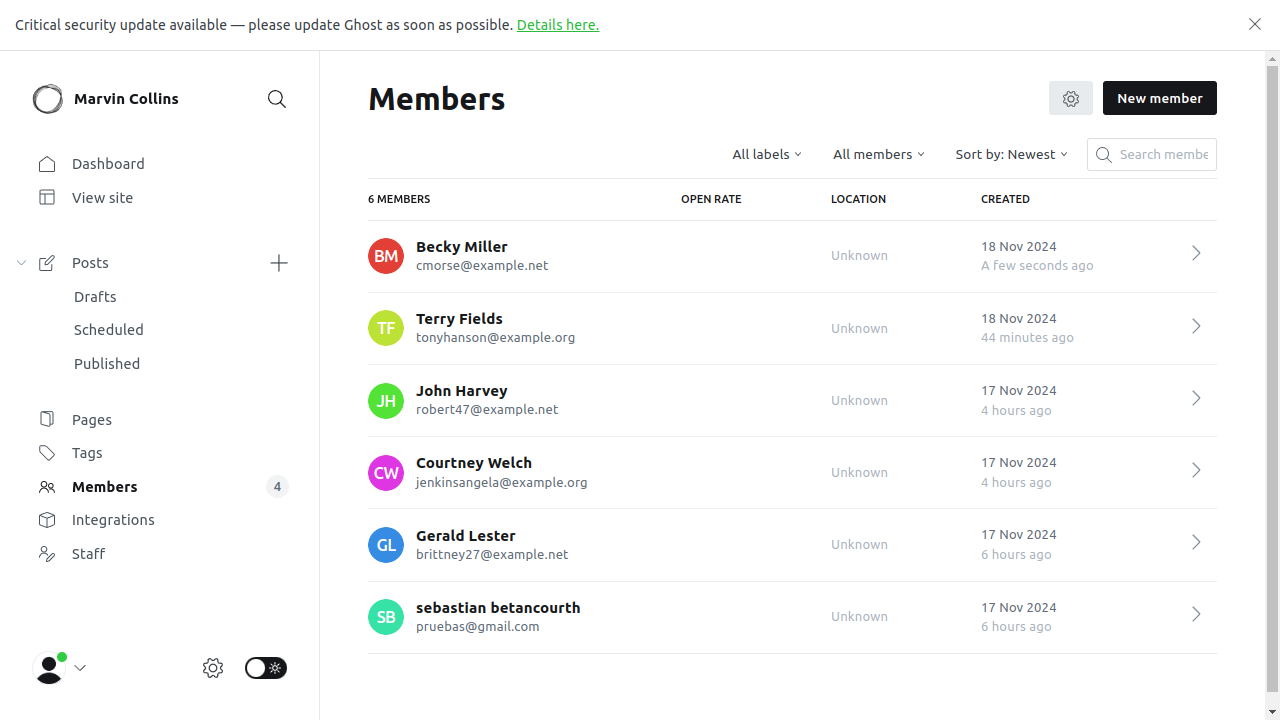 Critical security update available — please update Ghost as soon as possible. Details here.
Marvin Collins
Dashboard
View site
Posts
Drafts
Scheduled
Published
Pages
Tags
Members 4
Integrations
Staff
Members
New member
All labels All members Sort by: Newest Search membe
6 MEMBERS OPEN RATE LOCATION CREATED
BM Becky Miller
cmorse@example.net
Unknown
18 Nov 2024
A few seconds ago
TF Terry Fields
tonyhanson@example.org
Unknown
18 Nov 2024
44 minutes ago
JH John Harvey
robert47@example.net
Unknown
17 Nov 2024
4 hours ago
CW Courtney Welch
jenkinsangela@example.org
Unknown
17 Nov 2024
4 hours ago
GL Gerald Lester
brittney27@example.net
Unknown
17 Nov 2024
6 hours ago
SB sebastian betancourth
pruebas@gmail.com
Unknown
17 Nov 2024
6 hours ago